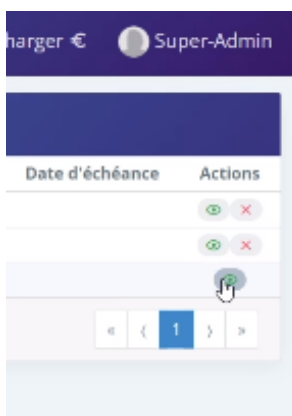 harger € Super-Admin
Date d'échéance Actions
« ⟨ 1 ⟩ »